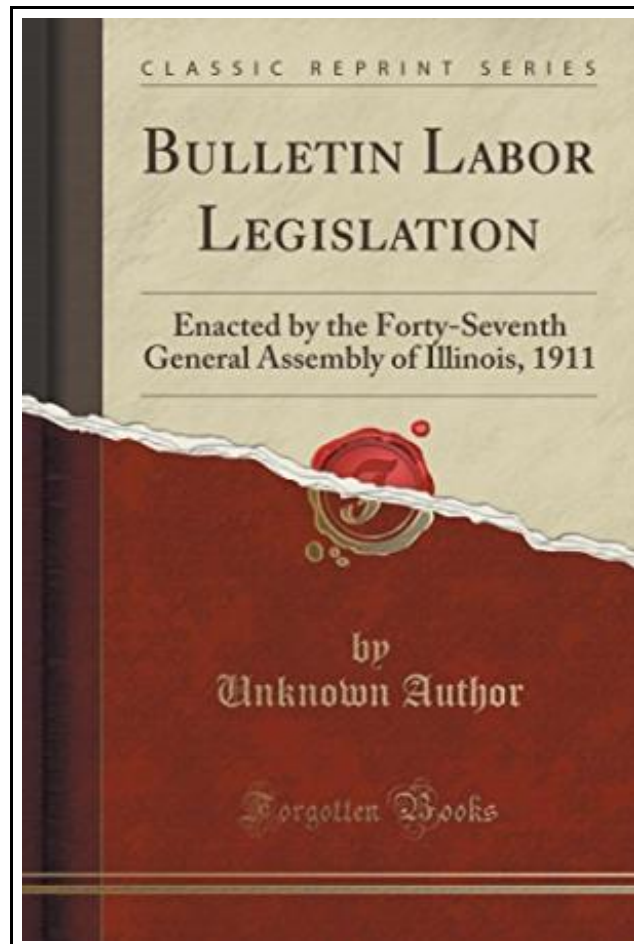 CLASSIC REPRINT SERIES
BULLETIN LABOR
LEGISLATION
Enacted by the Forty-Seventh
General Assembly of Illinois, 1911
by
Unknown Author
Forgotten Books